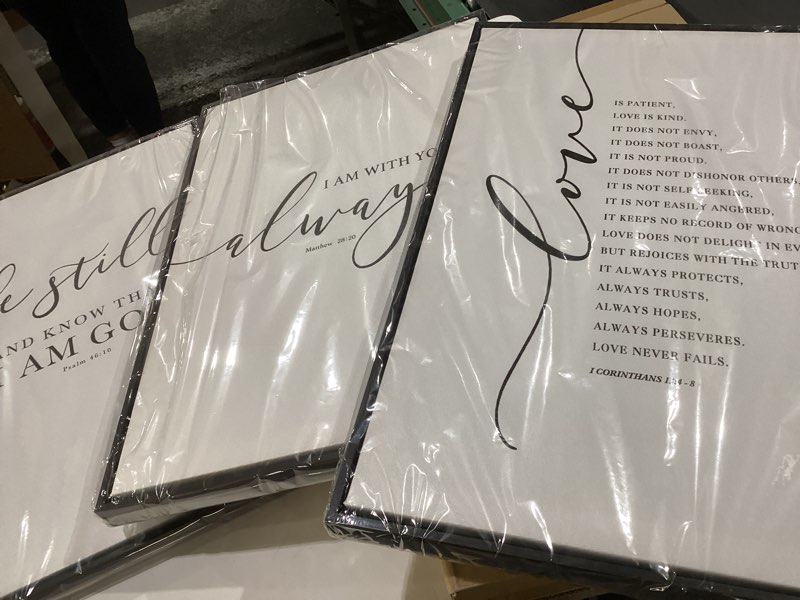 e still
AND KNOW TH
I AM GO
Psalm 46:10
I AM WITH YO
always
Matthew 28:20
love
IS PATIENT,
LOVE IS KIND.
IT DOES NOT ENVY,
IT DOES NOT BOAST,
IT IS NOT PROUD.
IT DOES NOT DISHONOR OTHERS,
IT IS NOT SELF SEEKING,
IT IS NOT EASILY ANGERED,
IT KEEPS NO RECORD OF WRONG
LOVE DOES NOT DELIGHT IN EV
BUT REJOICES WITH THE TRUT
IT ALWAYS PROTECTS,
ALWAYS TRUSTS,
ALWAYS HOPES,
ALWAYS PERSEVERES.
LOVE NEVER FAILS.
I CORINTHIANS 13:4-8